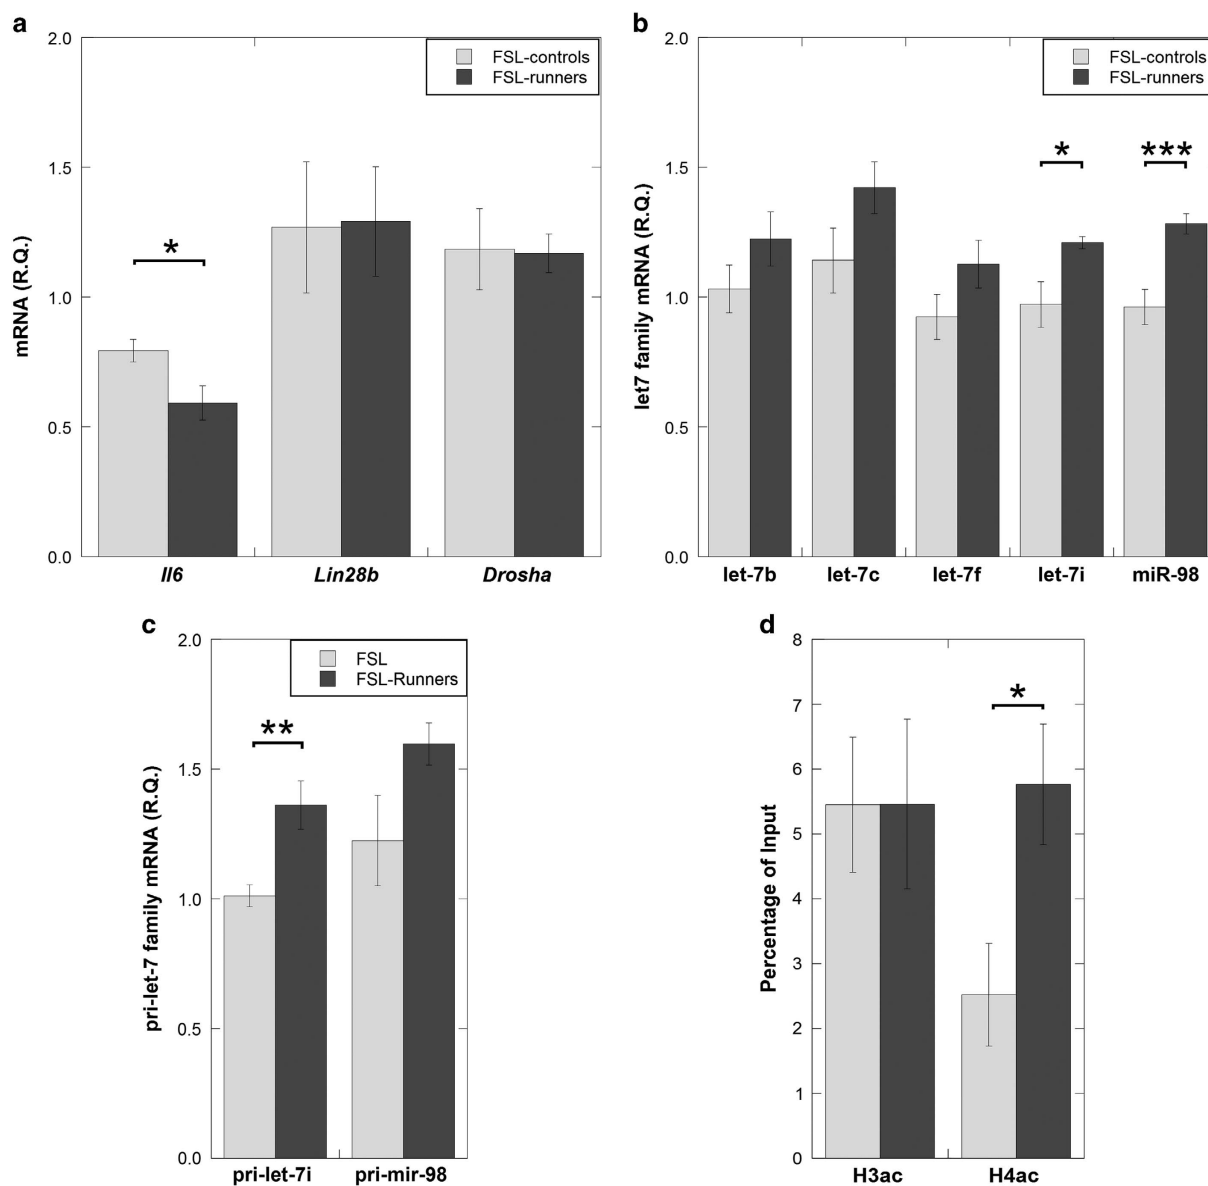 a
2.0
1.5
1.0
0.5
0.0
mRNA (R.Q.)
FSL-controls
FSL-runners
*
Il6
Lin28b
Drosha
b
2.0
1.5
1.0
0.5
0.0
let7 family mRNA (R.Q.)
FSL-controls
FSL-runners
*
***
let-7b
let-7c
let-7f
let-7i
miR-98
c
2.0
1.5
1.0
0.5
0.0
pri-let-7 family mRNA (R.Q.)
FSL
FSL-Runners
**
pri-let-7i
pri-mir-98
d
8
7
6
5
4
3
2
1
0
Percentage of Input
*
H3ac
H4ac